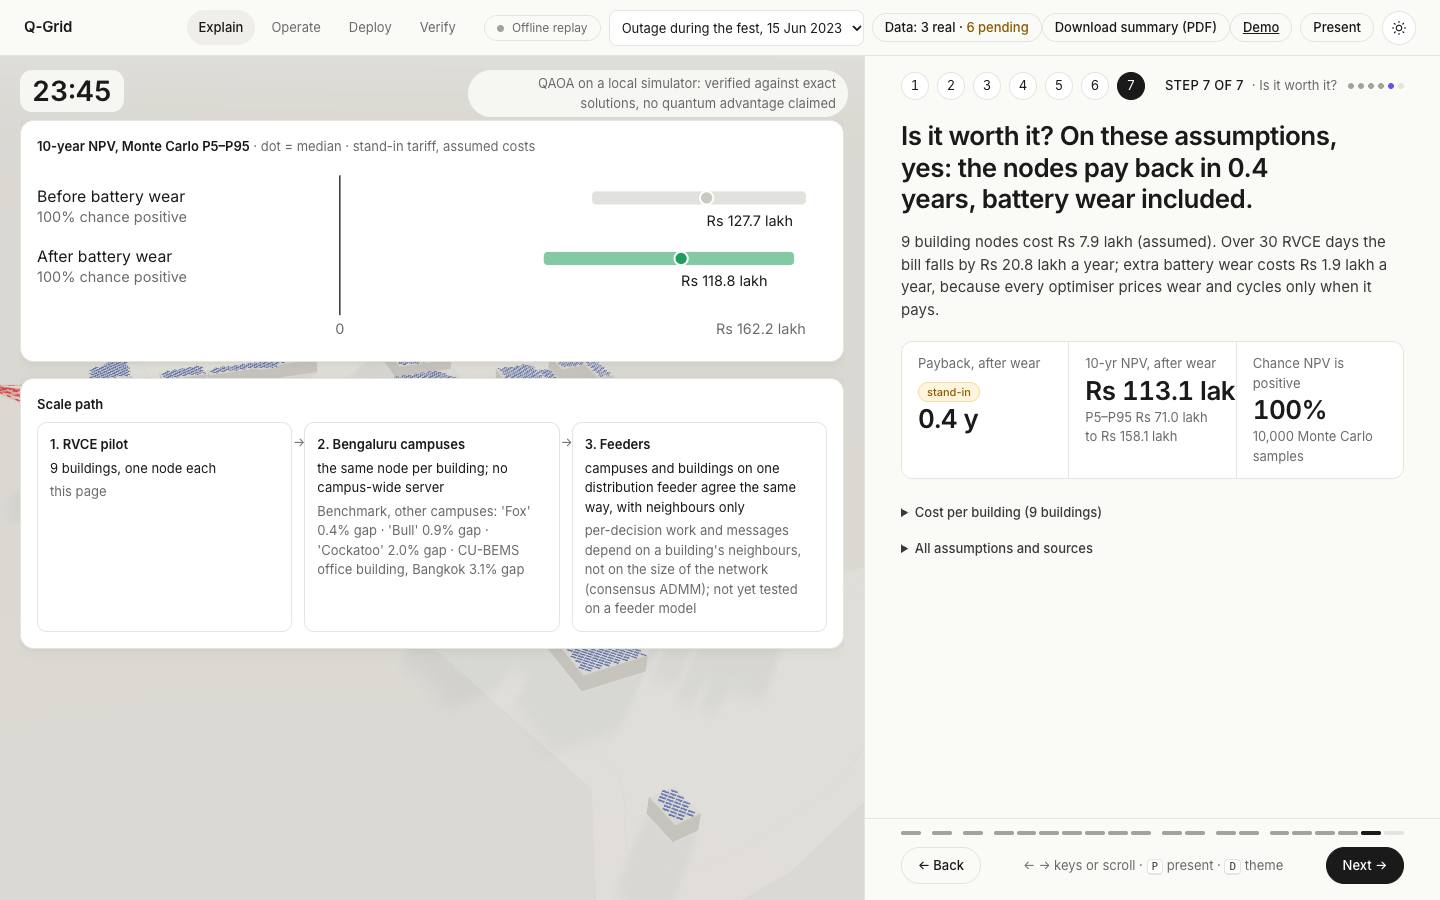 Q-Grid
Explain
Operate
Deploy
Verify
Offline replay
Outage during the fest, 15 Jun 2023
Data: 3 real · 6 pending
Download summary (PDF)
Demo
Present
23:45
QAOA on a local simulator: verified against exact
solutions, no quantum advantage claimed
10-year NPV, Monte Carlo P5–P95 · dot = median · stand-in tariff, assumed costs
Before battery wear
100% chance positive
Rs 127.7 lakh
After battery wear
100% chance positive
Rs 118.8 lakh
0
Rs 162.2 lakh
Scale path
1. RVCE pilot
9 buildings, one node each
this page
→
2. Bengaluru campuses
the same node per building; no
campus-wide server
Benchmark, other campuses: 'Fox'
0.4% gap · 'Bull' 0.9% gap ·
'Cockatoo' 2.0% gap · CU-BEMS
office building, Bangkok 3.1% gap
→
3. Feeders
campuses and buildings on one
distribution feeder agree the same
way, with neighbours only
per-decision work and messages
depend on a building's neighbours,
not on the size of the network
(consensus ADMM); not yet tested
on a feeder model
1 2 3 4 5 6 7
STEP 7 OF 7 · Is it worth it?
Is it worth it? On these assumptions,
yes: the nodes pay back in 0.4
years, battery wear included.
9 building nodes cost Rs 7.9 lakh (assumed). Over 30 RVCE days the
bill falls by Rs 20.8 lakh a year; extra battery wear costs Rs 1.9 lakh a
year, because every optimiser prices wear and cycles only when it
pays.
Payback, after wear
stand-in
0.4 y
10-yr NPV, after wear
Rs 113.1 lak
P5–P95 Rs 71.0 lakh
to Rs 158.1 lakh
Chance NPV is
positive
100%
10,000 Monte Carlo
samples
▶ Cost per building (9 buildings)
▶ All assumptions and sources
← Back
← → keys or scroll · P present · D theme
Next →